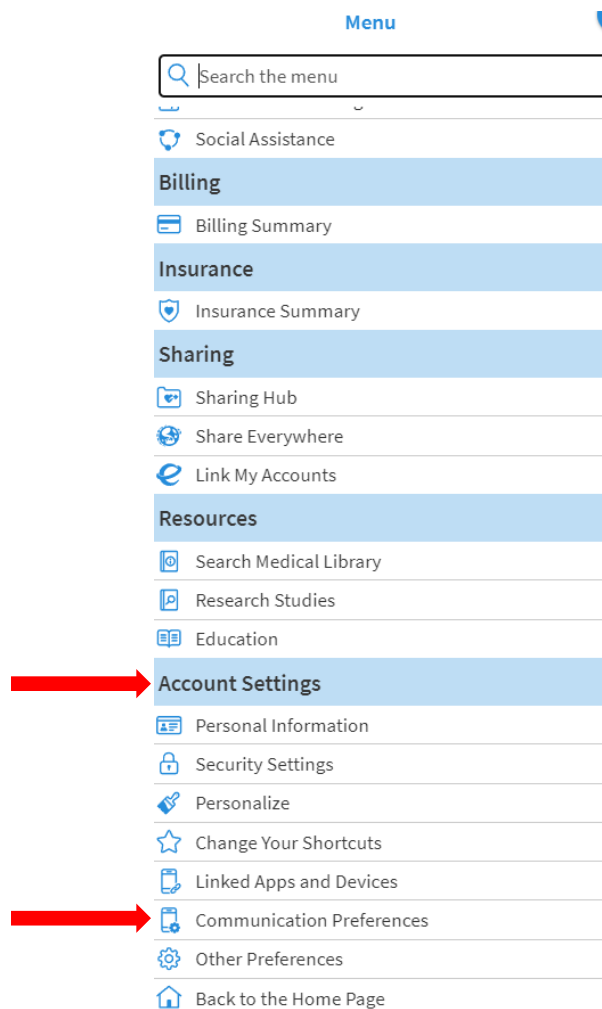 Menu
Search the menu
Social Assistance
Billing
Billing Summary
Insurance
Insurance Summary
Sharing
Sharing Hub
Share Everywhere
Link My Accounts
Resources
Search Medical Library
Research Studies
Education
Account Settings
Personal Information
Security Settings
Personalize
Change Your Shortcuts
Linked Apps and Devices
Communication Preferences
Other Preferences
Back to the Home Page